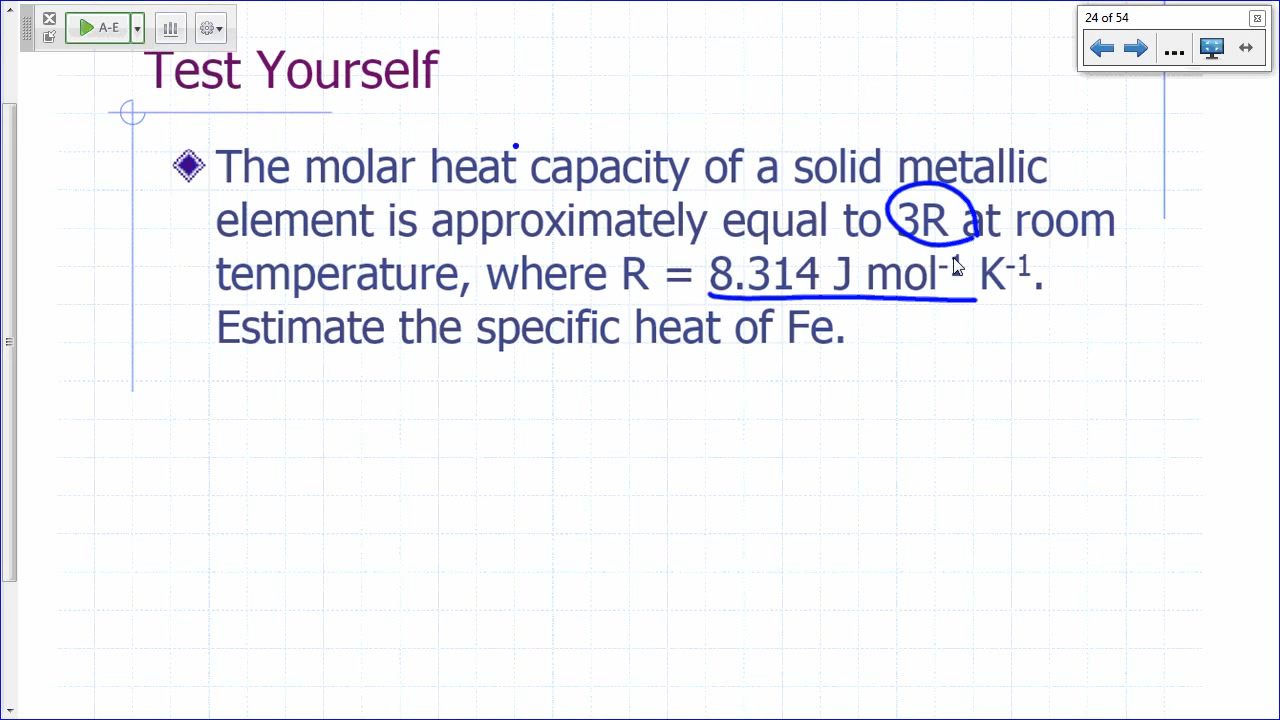 A-E
24 of 54
...
Test Yourself
The molar heat capacity of a solid metallic
element is approximately equal to 3R at room
temperature, where R = 8.314 J mol⁻¹ K⁻¹.
Estimate the specific heat of Fe.